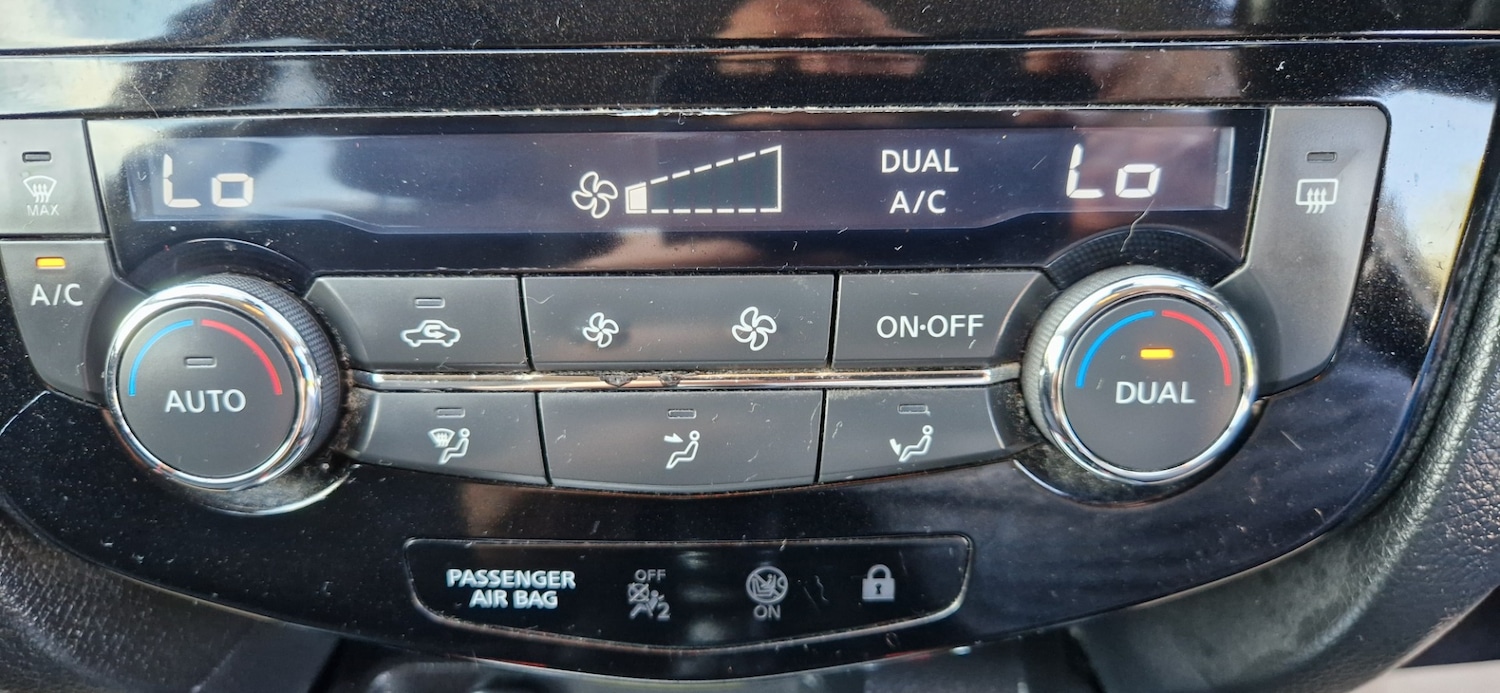 Lo
DUAL
A/C
Lo
MAX
A/C
AUTO
ON·OFF
DUAL
PASSENGER
AIR BAG
OFF
2
ON